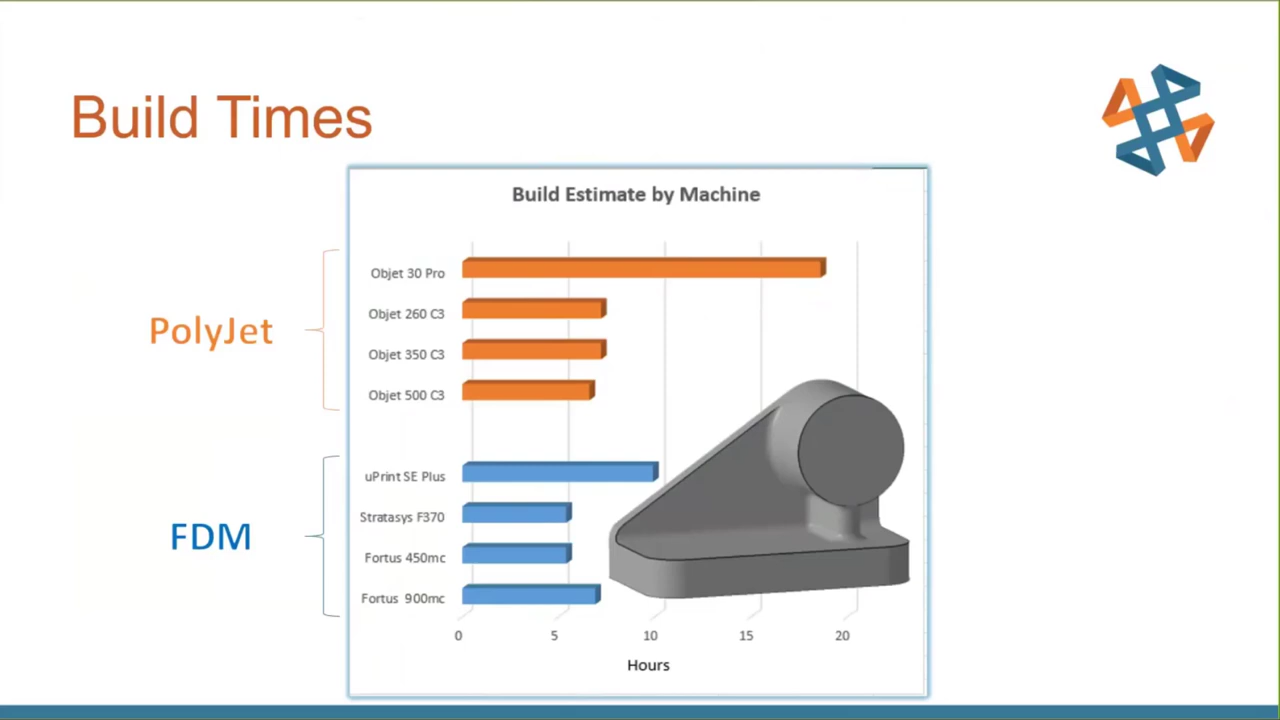 Build Times
Build Estimate by Machine
PolyJet
Objet 30 Pro
Objet 260 C3
Objet 350 C3
Objet 500 C3
FDM
uPrint SE Plus
Stratasys F370
Fortus 450mc
Fortus 900mc
0 5 10 15 20
Hours